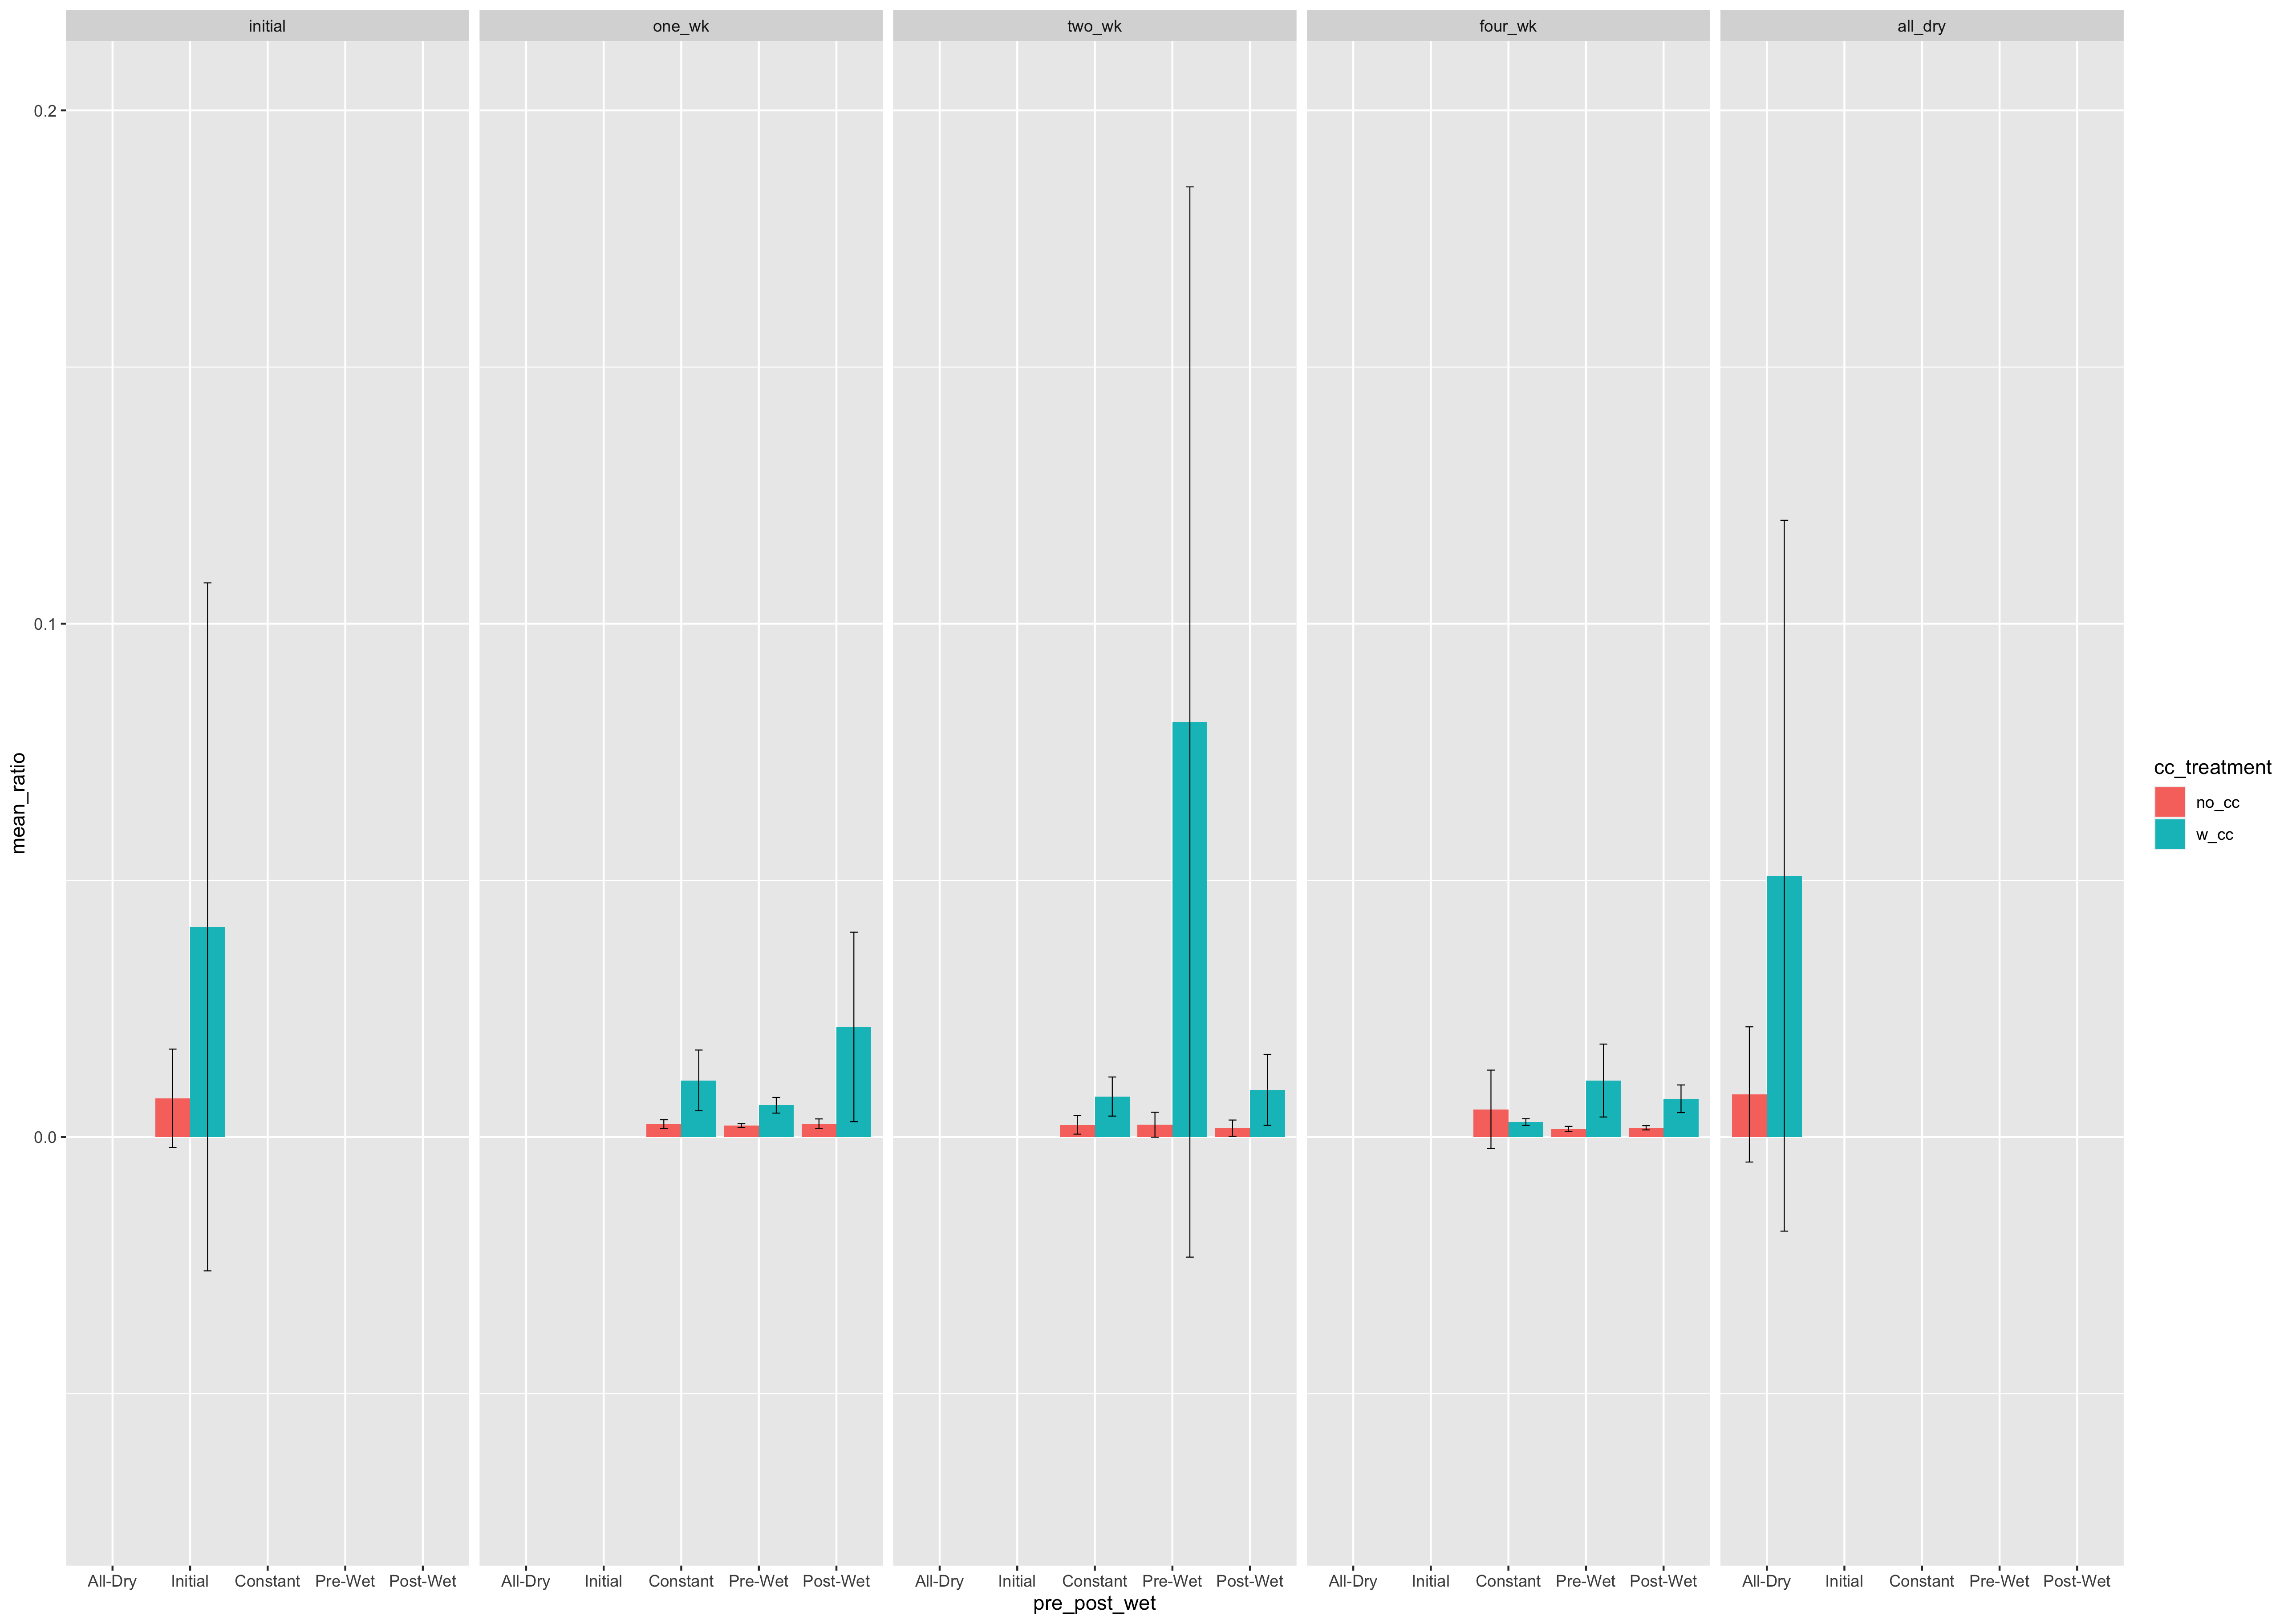 initial one_wk two_wk four_wk all_dry
0.2
0.1
0.0
mean_ratio
All-Dry Initial Constant Pre-Wet Post-Wet All-Dry Initial Constant Pre-Wet Post-Wet All-Dry Initial Constant Pre-Wet Post-Wet All-Dry Initial Constant Pre-Wet Post-Wet All-Dry Initial Constant Pre-Wet Post-Wet
pre_post_wet
cc_treatment
no_cc
w_cc